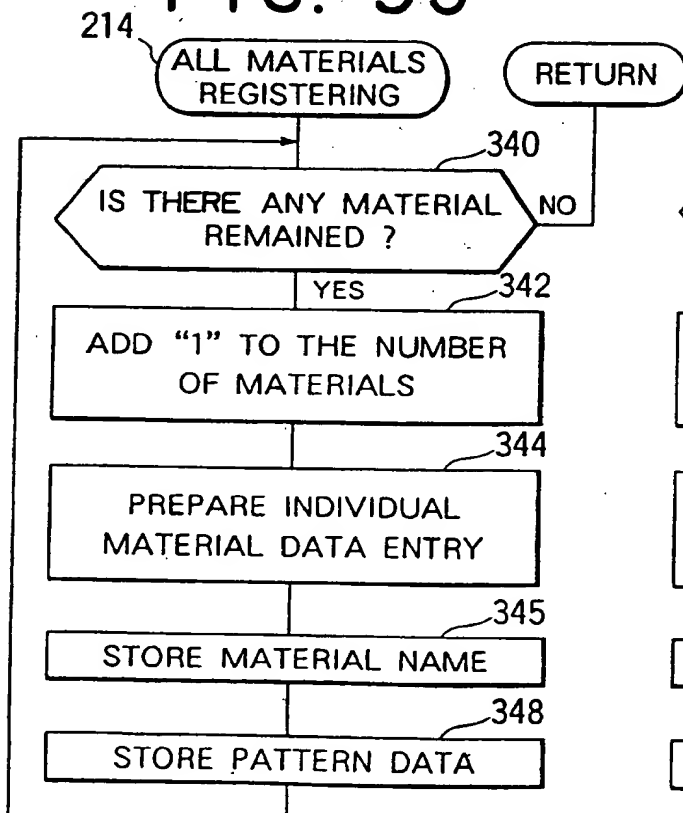 214
ALL MATERIALS
REGISTERING
RETURN
340
IS THERE ANY MATERIAL
REMAINED ?
NO
YES
342
ADD “1” TO THE NUMBER
OF MATERIALS
344
PREPARE INDIVIDUAL
MATERIAL DATA ENTRY
345
STORE MATERIAL NAME
348
STORE PATTERN DATA